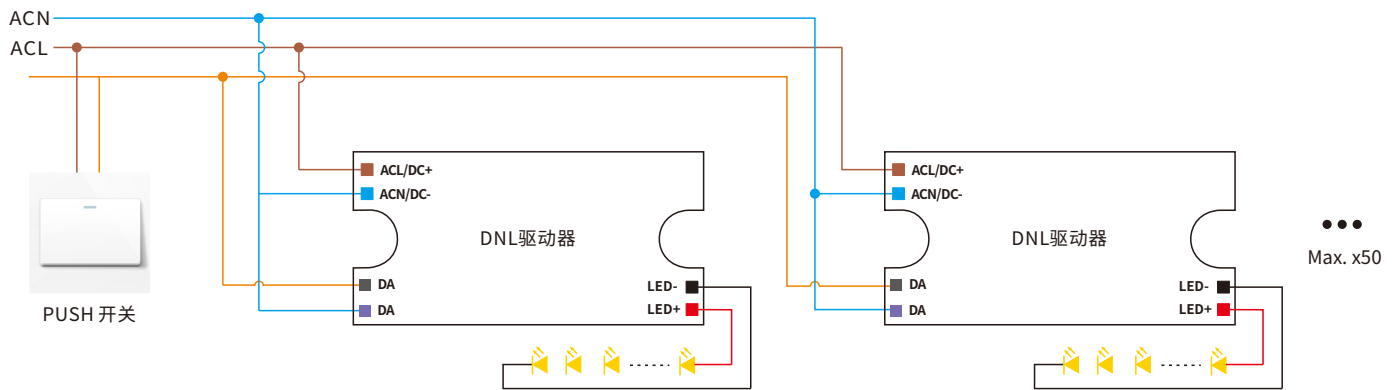 ACN
ACL
PUSH 开关
ACL/DC+
ACN/DC-
DNL驱动器
DA
DA
LED-
LED+
ACL/DC+
ACN/DC-
DNL驱动器
DA
DA
LED-
LED+
Max. x50